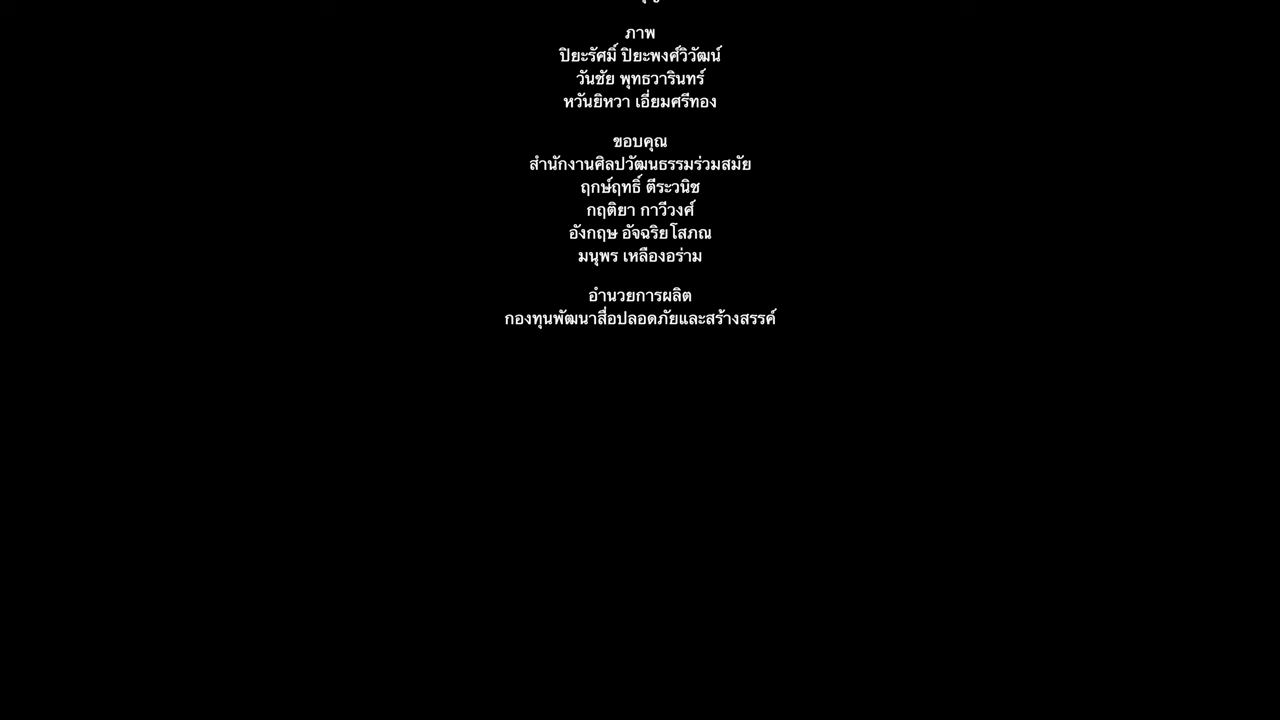 ภาพ
ปิยะรัศมิ์ ปิยะพงศ์วิวัฒน์
วันชัย พุทธวารินทร์
หวันยิหวา เอี่ยมศรีทอง
ขอบคุณ
สำนักงานศิลปวัฒนธรรมร่วมสมัย
ฤกษ์ฤทธิ์ ตีระวนิช
กฤติยา กาวีวงศ์
อังกฤษ อัจฉริยโสภณ
มนุพร เหลืองอร่าม
อำนวยการผลิต
กองทุนพัฒนาสื่อปลอดภัยและสร้างสรรค์